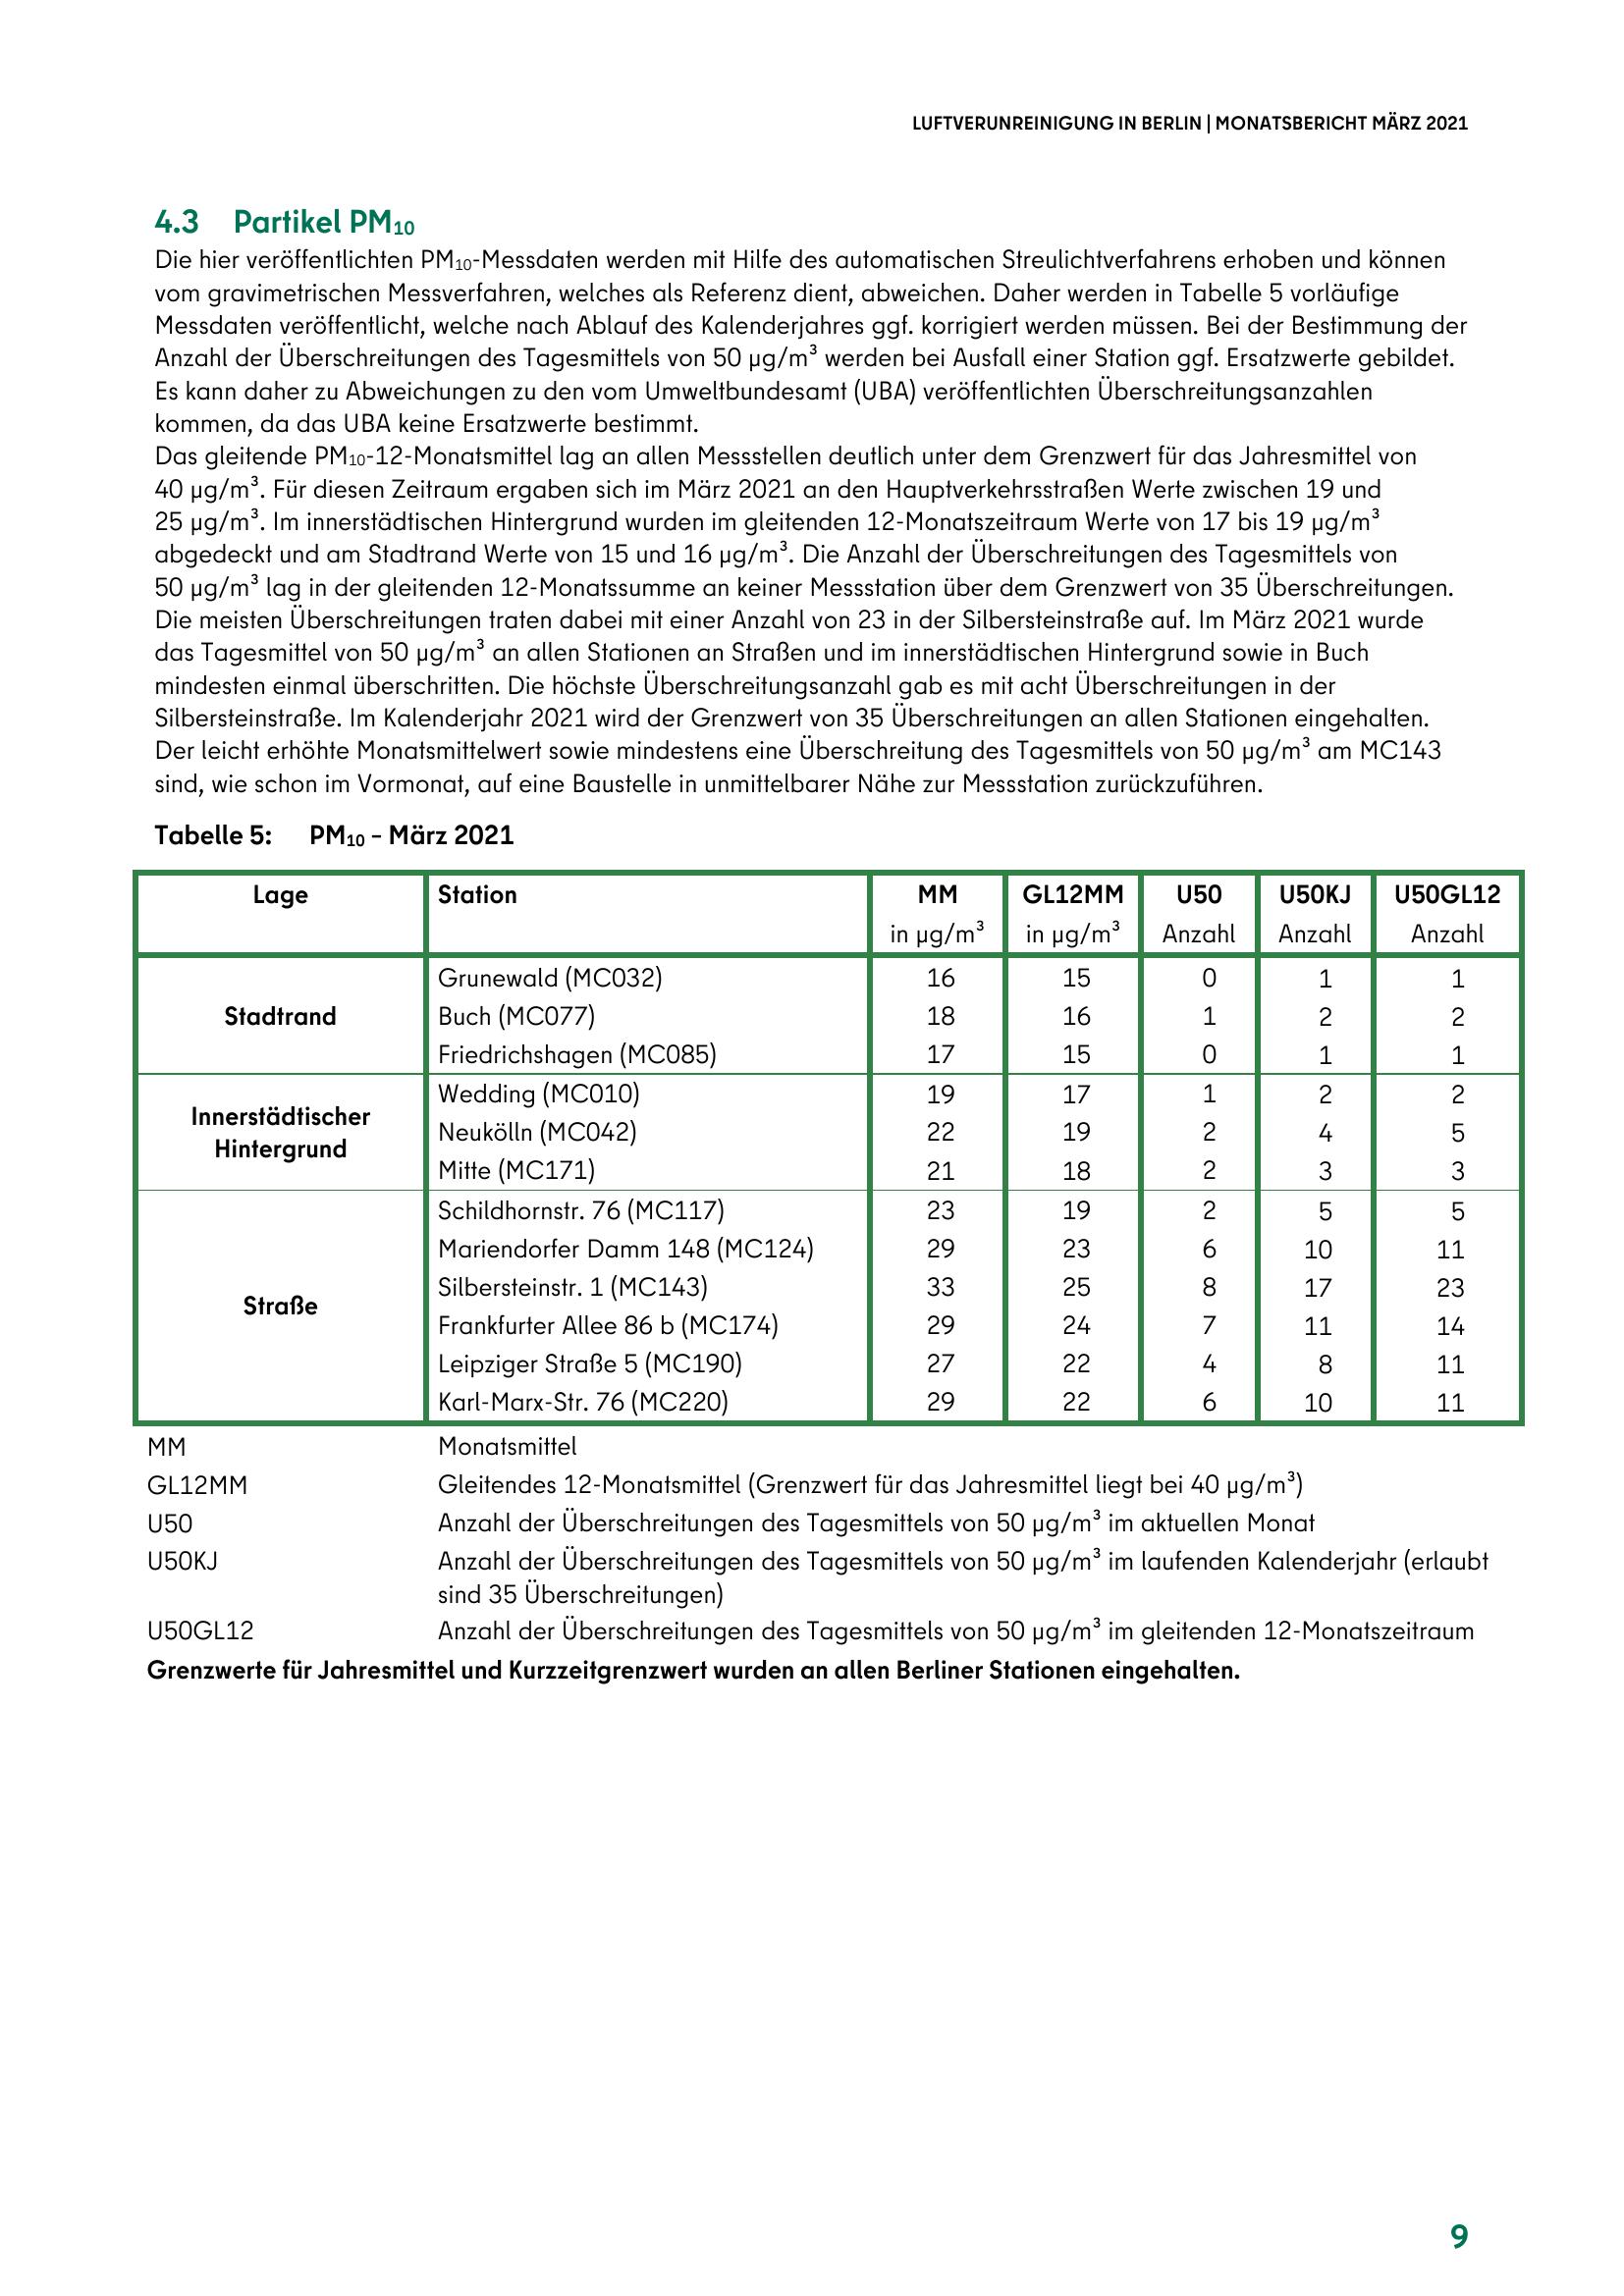 LUFTVERUNREINIGUNG IN BERLIN | MONATSBERICHT MÄRZ 2021
4.3 Partikel PM10
Die hier veröffentlichten PM10-Messdaten werden mit Hilfe des automatischen Streulichtverfahrens erhoben und können
vom gravimetrischen Messverfahren, welches als Referenz dient, abweichen. Daher werden in Tabelle 5 vorläufige
Messdaten veröffentlicht, welche nach Ablauf des Kalenderjahres ggf. korrigiert werden müssen. Bei der Bestimmung der
Anzahl der Überschreitungen des Tagesmittels von 50 µg/m³ werden bei Ausfall einer Station ggf. Ersatzwerte gebildet.
Es kann daher zu Abweichungen zu den vom Umweltbundesamt (UBA) veröffentlichten Überschreitungsanzahlen
kommen, da das UBA keine Ersatzwerte bestimmt.
Das gleitende PM10-12-Monatsmittel lag an allen Messstellen deutlich unter dem Grenzwert für das Jahresmittel von
40 µg/m³. Für diesen Zeitraum ergaben sich im März 2021 an den Hauptverkehrsstraßen Werte zwischen 19 und
25 µg/m³. Im innerstädtischen Hintergrund wurden im gleitenden 12-Monatszeitraum Werte von 17 bis 19 µg/m³
abgedeckt und am Stadtrand Werte von 15 und 16 µg/m³. Die Anzahl der Überschreitungen des Tagesmittels von
50 µg/m³ lag in der gleitenden 12-Monatssumme an keiner Messstation über dem Grenzwert von 35 Überschreitungen.
Die meisten Überschreitungen traten dabei mit einer Anzahl von 23 in der Silbersteinstraße auf. Im März 2021 wurde
das Tagesmittel von 50 µg/m³ an allen Stationen an Straßen und im innerstädtischen Hintergrund sowie in Buch
mindesten einmal überschritten. Die höchste Überschreitungsanzahl gab es mit acht Überschreitungen in der
Silbersteinstraße. Im Kalenderjahr 2021 wird der Grenzwert von 35 Überschreitungen an allen Stationen eingehalten.
Der leicht erhöhte Monatsmittelwert sowie mindestens eine Überschreitung des Tagesmittels von 50 µg/m³ am MC143
sind, wie schon im Vormonat, auf eine Baustelle in unmittelbarer Nähe zur Messstation zurückzuführen.
Tabelle 5: PM10 – März 2021
Lage Station MM GL12MM U50 U50KJ U50GL12
in µg/m³ in µg/m³ Anzahl Anzahl Anzahl
Grunewald (MC032) 16 15 0 1 1
Stadtrand Buch (MC077) 18 16 1 2 2
Friedrichshagen (MC085) 17 15 0 1 1
Wedding (MC010) 19 17 1 2 2
Innerstädtischer
Hintergrund
Neukölln (MC042) 22 19 2 4 5
Mitte (MC171) 21 18 2 3 3
Schildhornstr. 76 (MC117) 23 19 2 5 5
Mariendorfer Damm 148 (MC124) 29 23 6 10 11
Silbersteinstr. 1 (MC143) 33 25 8 17 23
Straße
Frankfurter Allee 86 b (MC174) 29 24 7 11 14
Leipziger Straße 5 (MC190) 27 22 4 8 11
Karl-Marx-Str. 76 (MC220) 29 22 6 10 11
MM Monatsmittel
GL12MM Gleitendes 12-Monatsmittel (Grenzwert für das Jahresmittel liegt bei 40 µg/m³)
U50 Anzahl der Überschreitungen des Tagesmittels von 50 µg/m³ im aktuellen Monat
U50KJ Anzahl der Überschreitungen des Tagesmittels von 50 µg/m³ im laufenden Kalenderjahr (erlaubt
sind 35 Überschreitungen)
U50GL12 Anzahl der Überschreitungen des Tagesmittels von 50 µg/m³ im gleitenden 12-Monatszeitraum
Grenzwerte für Jahresmittel und Kurzzeitgrenzwert wurden an allen Berliner Stationen eingehalten.
9